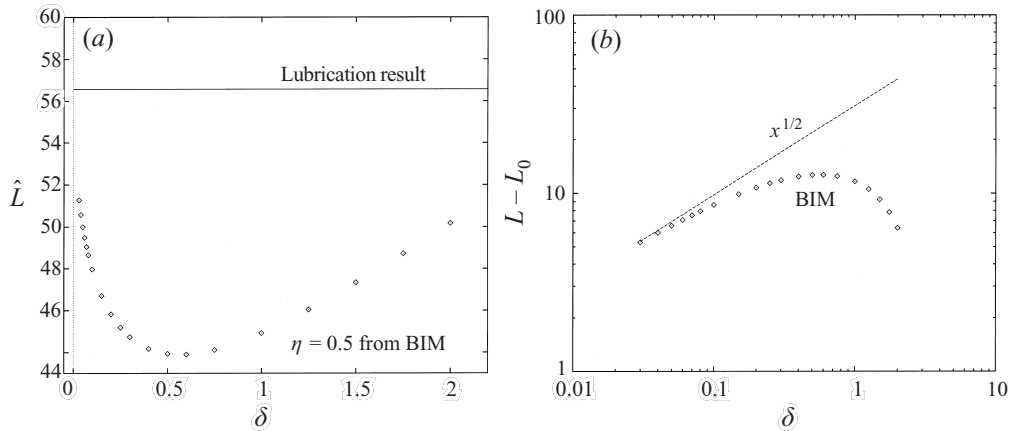 (a)
60
58
56
54
52
50
48
46
44
L̂
Lubrication result
η = 0.5 from BIM
0 0.5 1 1.5 2
δ
(b)
100
10
1
L – L₀
x^{1/2}
BIM
0.01 0.1 1 10
δ